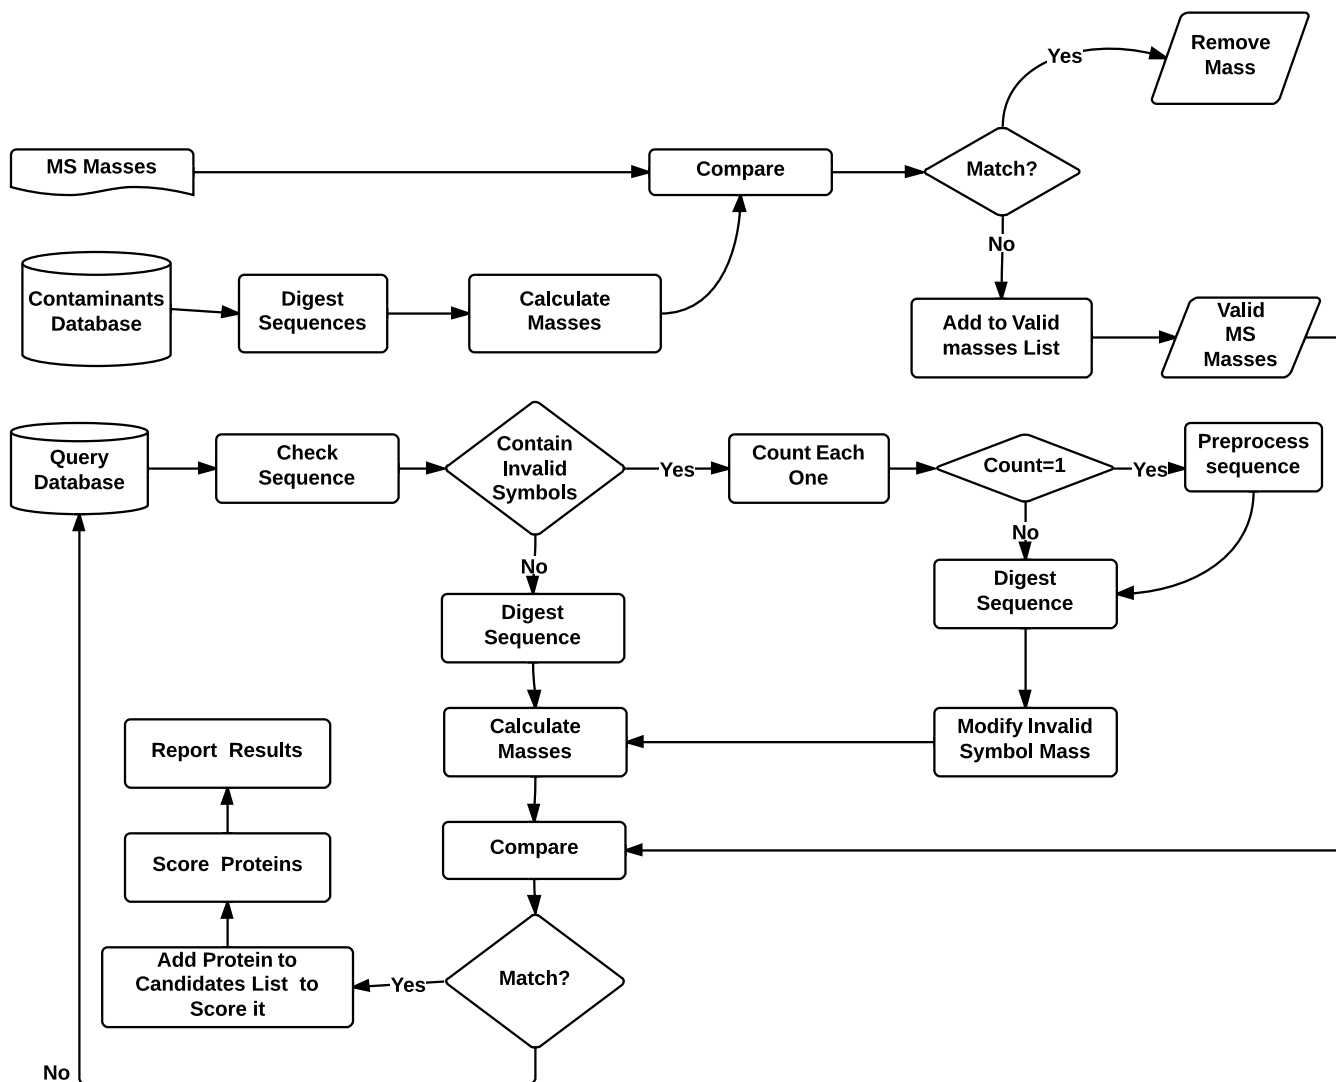 Remove
Mass
Yes
MS Masses
Compare
Match?
No
Contaminants
Database
Digest
Sequences
Calculate
Masses
Add to Valid
masses List
Valid
MS
Masses
Query
Database
Check
Sequence
Contain
Invalid
Symbols
Yes
Count Each
One
Count=1
Yes
Preprocess
sequence
No
No
Digest
Sequence
Digest
Sequence
Calculate
Masses
Modify Invalid
Symbol Mass
Report Results
Compare
Score Proteins
Add Protein to
Candidates List to
Score it
Yes
Match?
No